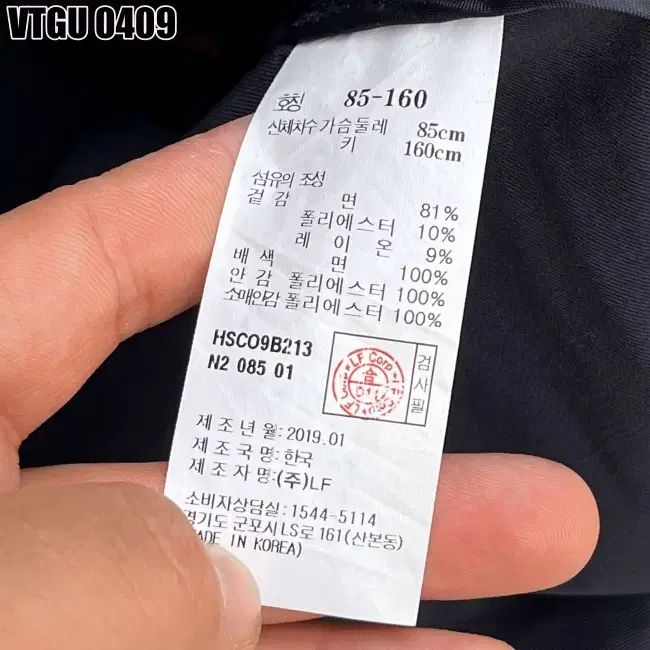 VTGU 0409
호칭 85-160
신체치수 가슴둘레 85cm
키 160cm
섬유의 조성
겉감 면 81%
폴리에스터 10%
레이온 9%
배색 면 100%
안감 폴리에스터 100%
소매안감 폴리에스터 100%
HSCO9B213
N2 085 01
LF Corp
합
검사필
제조년월: 2019.01
제조국명: 한국
제조자명: (주)LF
소비자상담실: 1544-5114
경기도 군포시 LS로 161(산본동)
ADE IN KOREA)